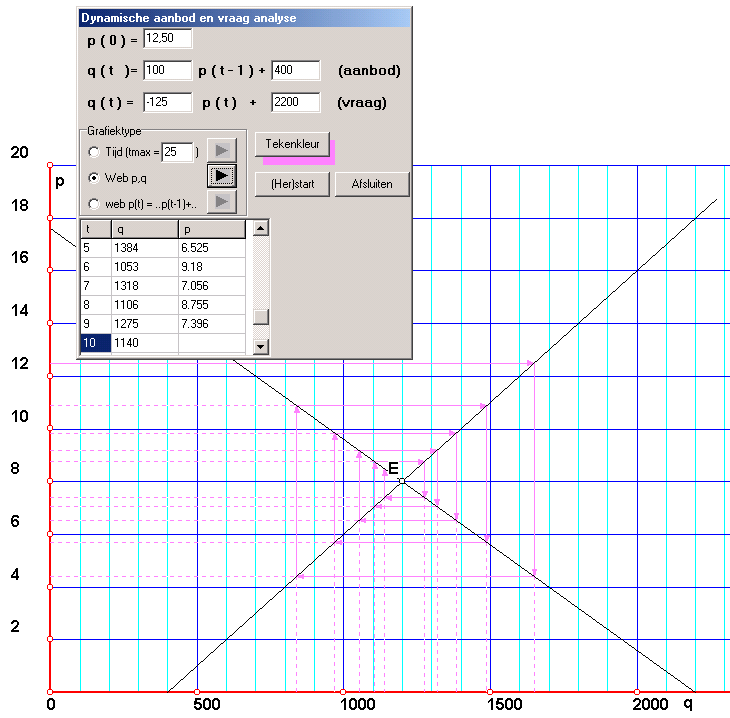 Dynamische aanbod en vraag analyse
p ( 0 ) = 12,50
q ( t )= 100 p ( t - 1 ) + 400 (aanbod)
q ( t ) = -125 p ( t ) + 2200 (vraag)
Grafiektype
Tijd (tmax = 25 )
Web p,q
web p(t) = ..p(t-1)+..
Tekenkleur
(Her)start Afsluiten
t q p
5 1384 6.525
6 1053 9.18
7 1318 7.056
8 1106 8.755
9 1275 7.396
10 1140
20
p
18
16
14
12
10
8
E
6
4
2
0 500 1000 1500 2000 q